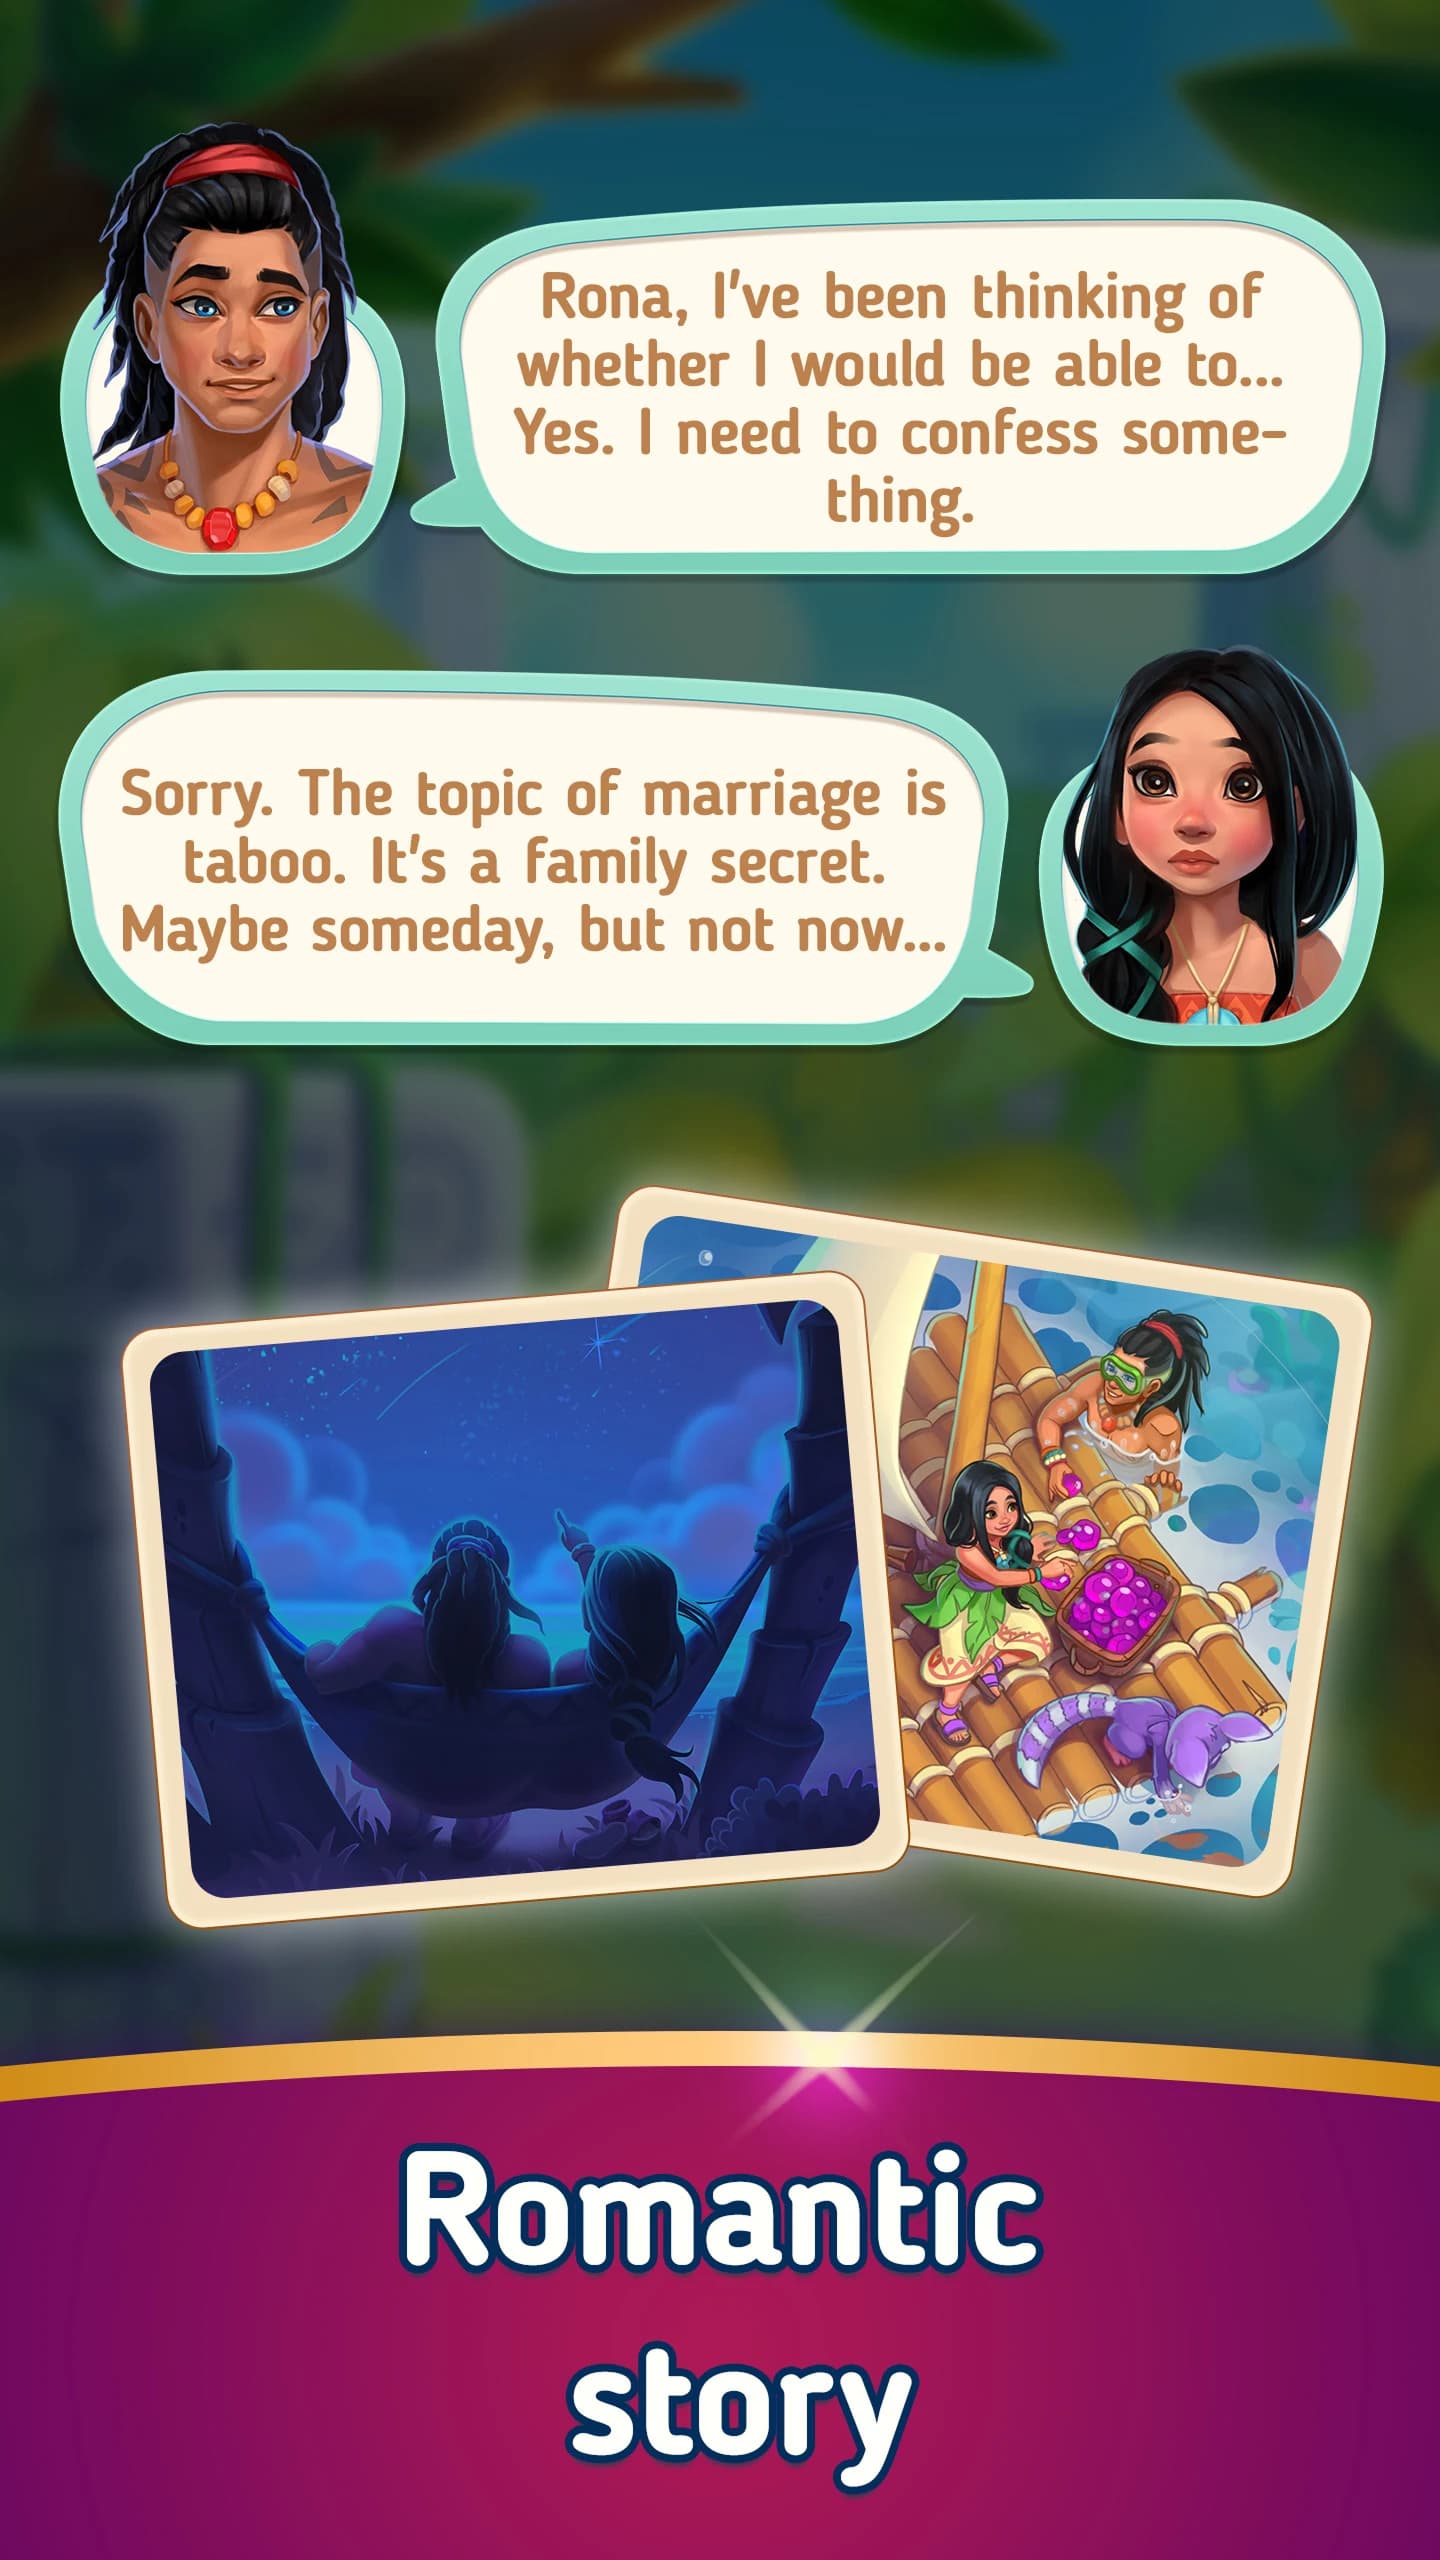 Rona, I've been thinking of
whether I would be able to...
Yes. I need to confess some-
thing.
Sorry. The topic of marriage is
taboo. It's a family secret.
Maybe someday, but not now...
Romantic
story